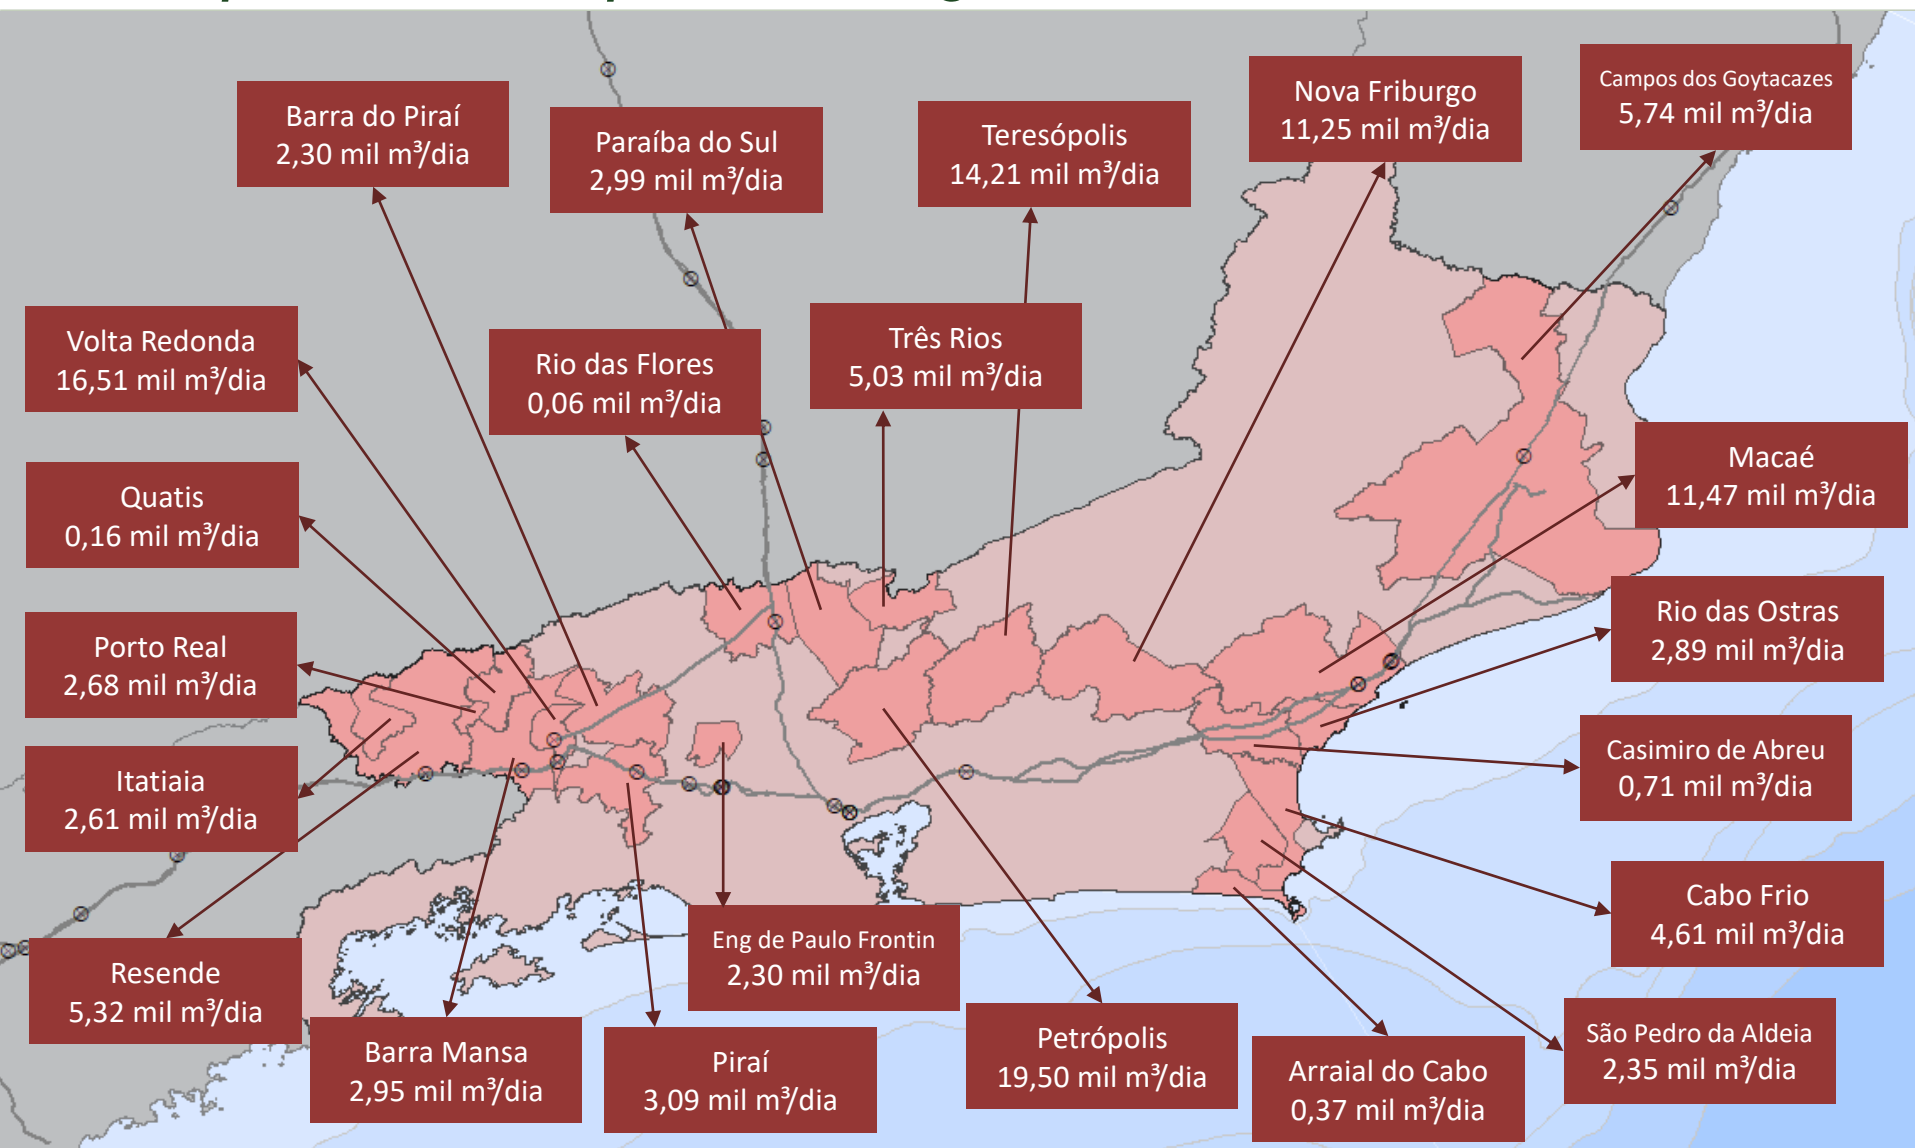 Campos dos Goytacazes
5,74 mil m³/dia
Nova Friburgo
11,25 mil m³/dia
Barra do Piraí
2,30 mil m³/dia
Teresópolis
14,21 mil m³/dia
Paraíba do Sul
2,99 mil m³/dia
Volta Redonda
16,51 mil m³/dia
Três Rios
5,03 mil m³/dia
Rio das Flores
0,06 mil m³/dia
Macaé
11,47 mil m³/dia
Quatis
0,16 mil m³/dia
Rio das Ostras
2,89 mil m³/dia
Porto Real
2,68 mil m³/dia
Casimiro de Abreu
0,71 mil m³/dia
Itatiaia
2,61 mil m³/dia
Cabo Frio
4,61 mil m³/dia
Eng de Paulo Frontin
2,30 mil m³/dia
Resende
5,32 mil m³/dia
São Pedro da Aldeia
2,35 mil m³/dia
Petrópolis
19,50 mil m³/dia
Barra Mansa
2,95 mil m³/dia
Piraí
3,09 mil m³/dia
Arraial do Cabo
0,37 mil m³/dia